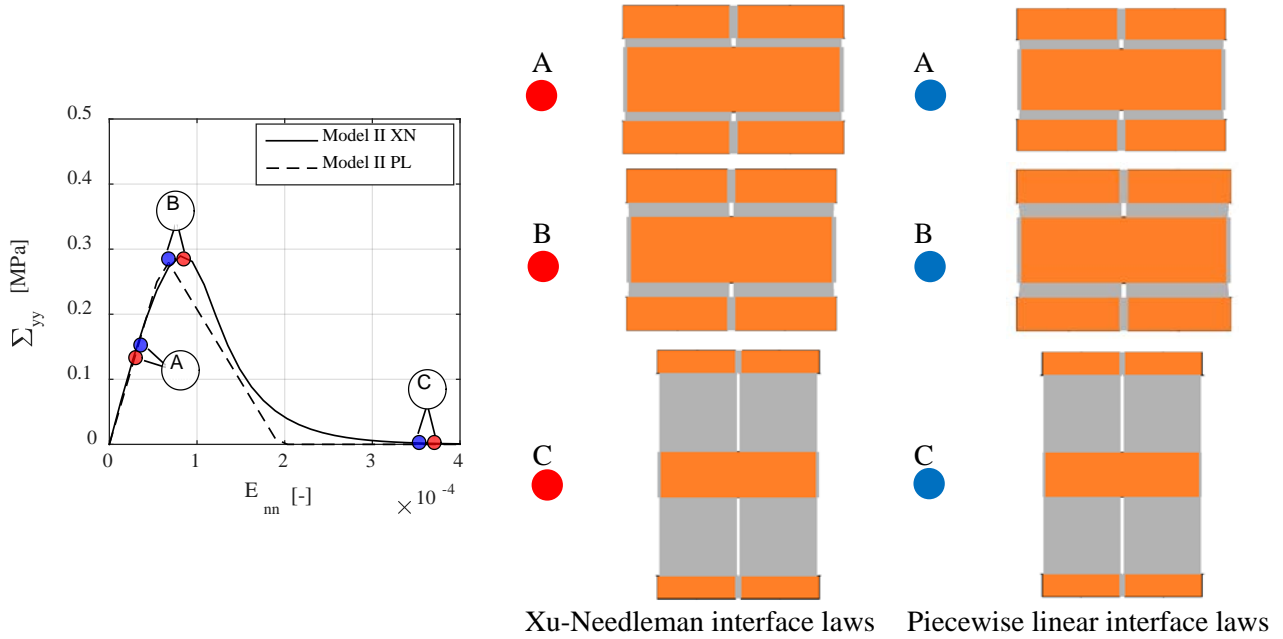 0.5
0.4
0.3
0.2
0.1
0
Σyy [MPa]
0 1 2 3 4
× 10 -4
E nn [-]
Model II XN
Model II PL
B
A
C
A
B
C
Xu-Needleman interface laws
A
B
C
Piecewise linear interface laws